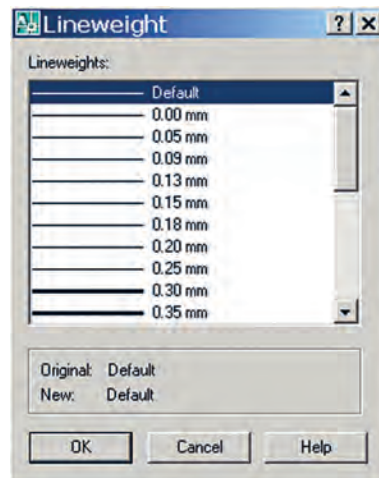 Lineweight
Lineweights:
Default
0.00 mm
0.05 mm
0.09 mm
0.13 mm
0.15 mm
0.18 mm
0.20 mm
0.25 mm
0.30 mm
0.35 mm
Original: Default
New: Default
OK Cancel Help